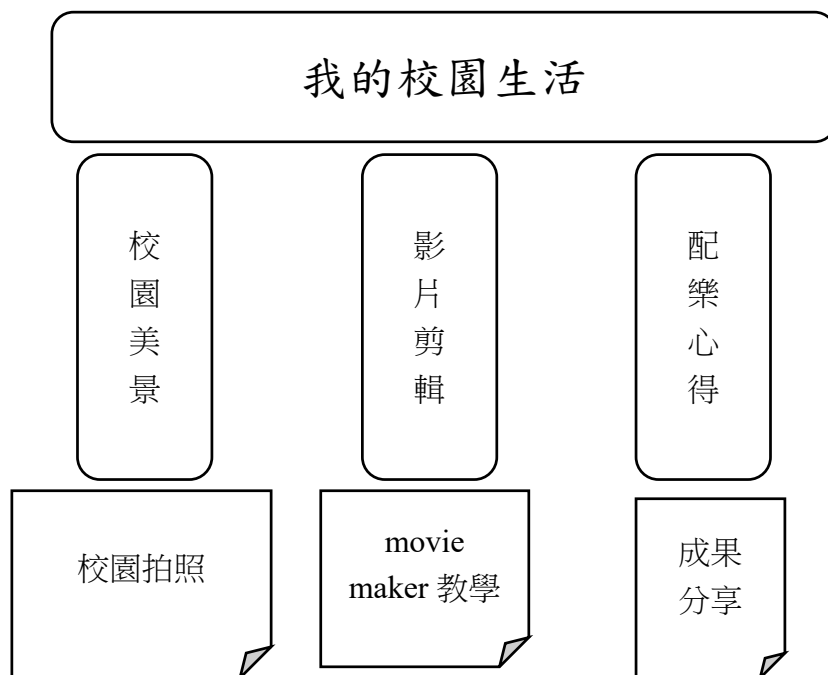 我的校園生活
校園美景
影片剪輯
配樂心得
校園拍照
movie
maker 教學
成果
分享